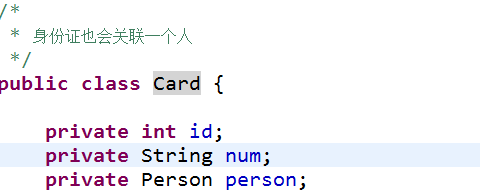 /*
* 身份证也会关联一个人
*/
public class Card {
private int id;
private String num;
private Person person;